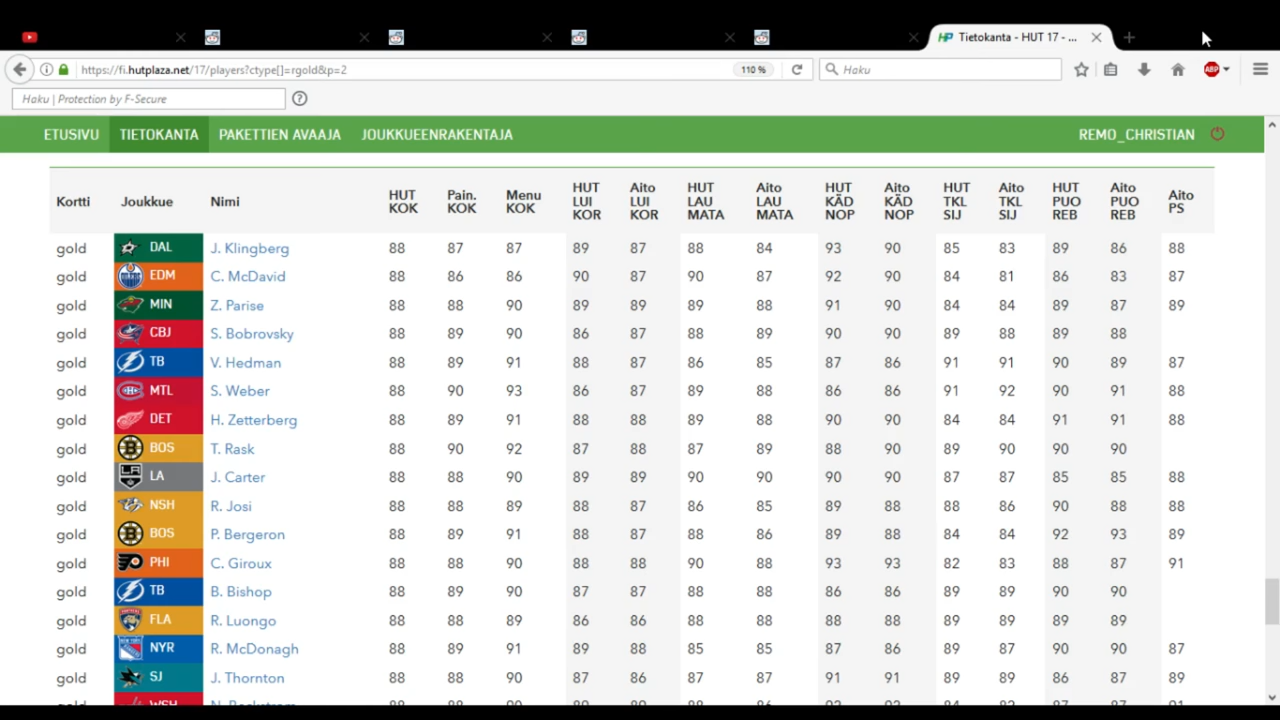 Tietokanta - HUT 17 - ...
https://fi.hutplaza.net/17/players?ctype[]=rgold&p=2 110 % Haku ABP
Haku | Protection by F-Secure ?
ETUSIVU TIETOKANTA PAKETTIEN AVAAJA JOUKKUEENRAKENTAJA REMO_CHRISTIAN
Kortti Joukkue Nimi HUT KOK Pain. KOK Menu KOK HUT LUI KOR Aito LUI KOR HUT LAU MATA Aito LAU MATA HUT KÄD NOP Aito KÄD NOP HUT TKL SIJ Aito TKL SIJ HUT PUO REB Aito PUO REB Aito PS
gold DAL J. Klingberg 88 87 87 89 87 88 84 93 90 85 83 89 86 88
gold EDM C. McDavid 88 86 86 90 87 90 87 92 90 84 81 86 83 87
gold MIN Z. Parise 88 88 90 89 89 89 88 91 90 84 84 89 87 89
gold CBJ S. Bobrovsky 88 89 90 86 87 88 89 90 90 89 88 89 88
gold TB V. Hedman 88 89 91 88 87 86 85 87 86 91 91 90 89 87
gold MTL S. Weber 88 90 93 86 87 89 88 86 86 91 92 90 91 88
gold DET H. Zetterberg 88 89 91 88 88 89 88 90 90 84 84 91 91 88
gold BOS T. Rask 88 90 92 87 88 87 89 88 90 89 90 90 90
gold LA J. Carter 88 88 90 89 89 90 90 90 90 87 87 85 85 88
gold NSH R. Josi 88 88 89 88 87 86 85 89 88 88 86 90 88 88
gold BOS P. Bergeron 88 89 91 88 87 88 86 89 88 84 84 92 93 89
gold PHI C. Giroux 88 88 90 88 88 90 88 93 93 82 83 88 87 91
gold TB B. Bishop 88 89 90 87 87 88 88 86 86 89 89 90 90
gold FLA R. Luongo 88 88 89 86 86 88 88 88 88 89 89 89 89
gold NYR R. McDonagh 88 89 91 89 88 85 85 87 86 89 87 90 90 87
gold SJ J. Thornton 88 88 90 87 86 87 87 91 91 89 89 86 87 89